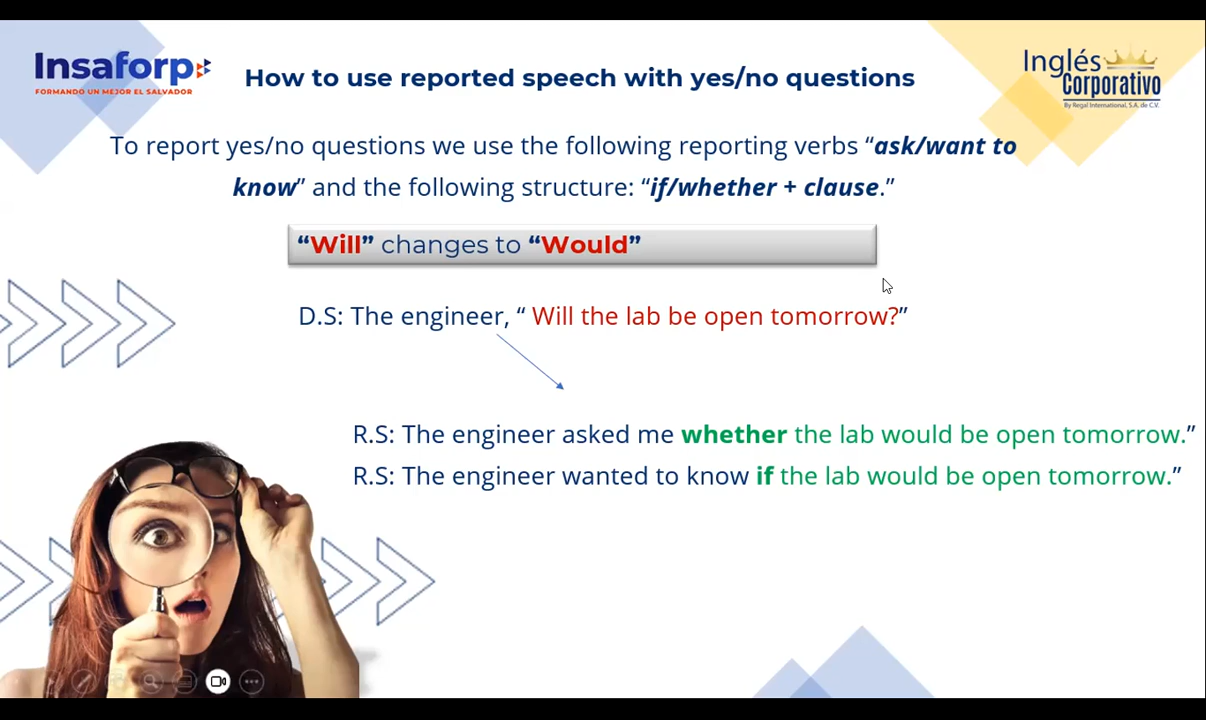 Insaforp
FORMANDO UN MEJOR EL SALVADOR
How to use reported speech with yes/no questions
Inglés
Corporativo
By Regal International, S.A. de C.V.
To report yes/no questions we use the following reporting verbs “ask/want to
know” and the following structure: “if/whether + clause.”
“Will” changes to “Would”
D.S: The engineer, “ Will the lab be open tomorrow?”
R.S: The engineer asked me whether the lab would be open tomorrow.”
R.S: The engineer wanted to know if the lab would be open tomorrow.”